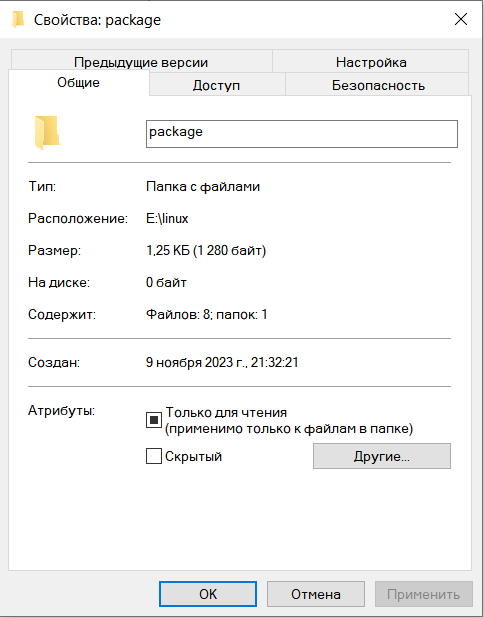 Свойства: package
Предыдущие версии
Настройка
Общие
Доступ
Безопасность
package
Тип: Папка с файлами
Расположение: E:\linux
Размер: 1,25 КБ (1 280 байт)
На диске: 0 байт
Содержит: Файлов: 8; папок: 1
Создан: 9 ноября 2023 г., 21:32:21
Атрибуты: Только для чтения
(применимо только к файлам в папке)
Скрытый
Другие...
OK
Отмена
Применить